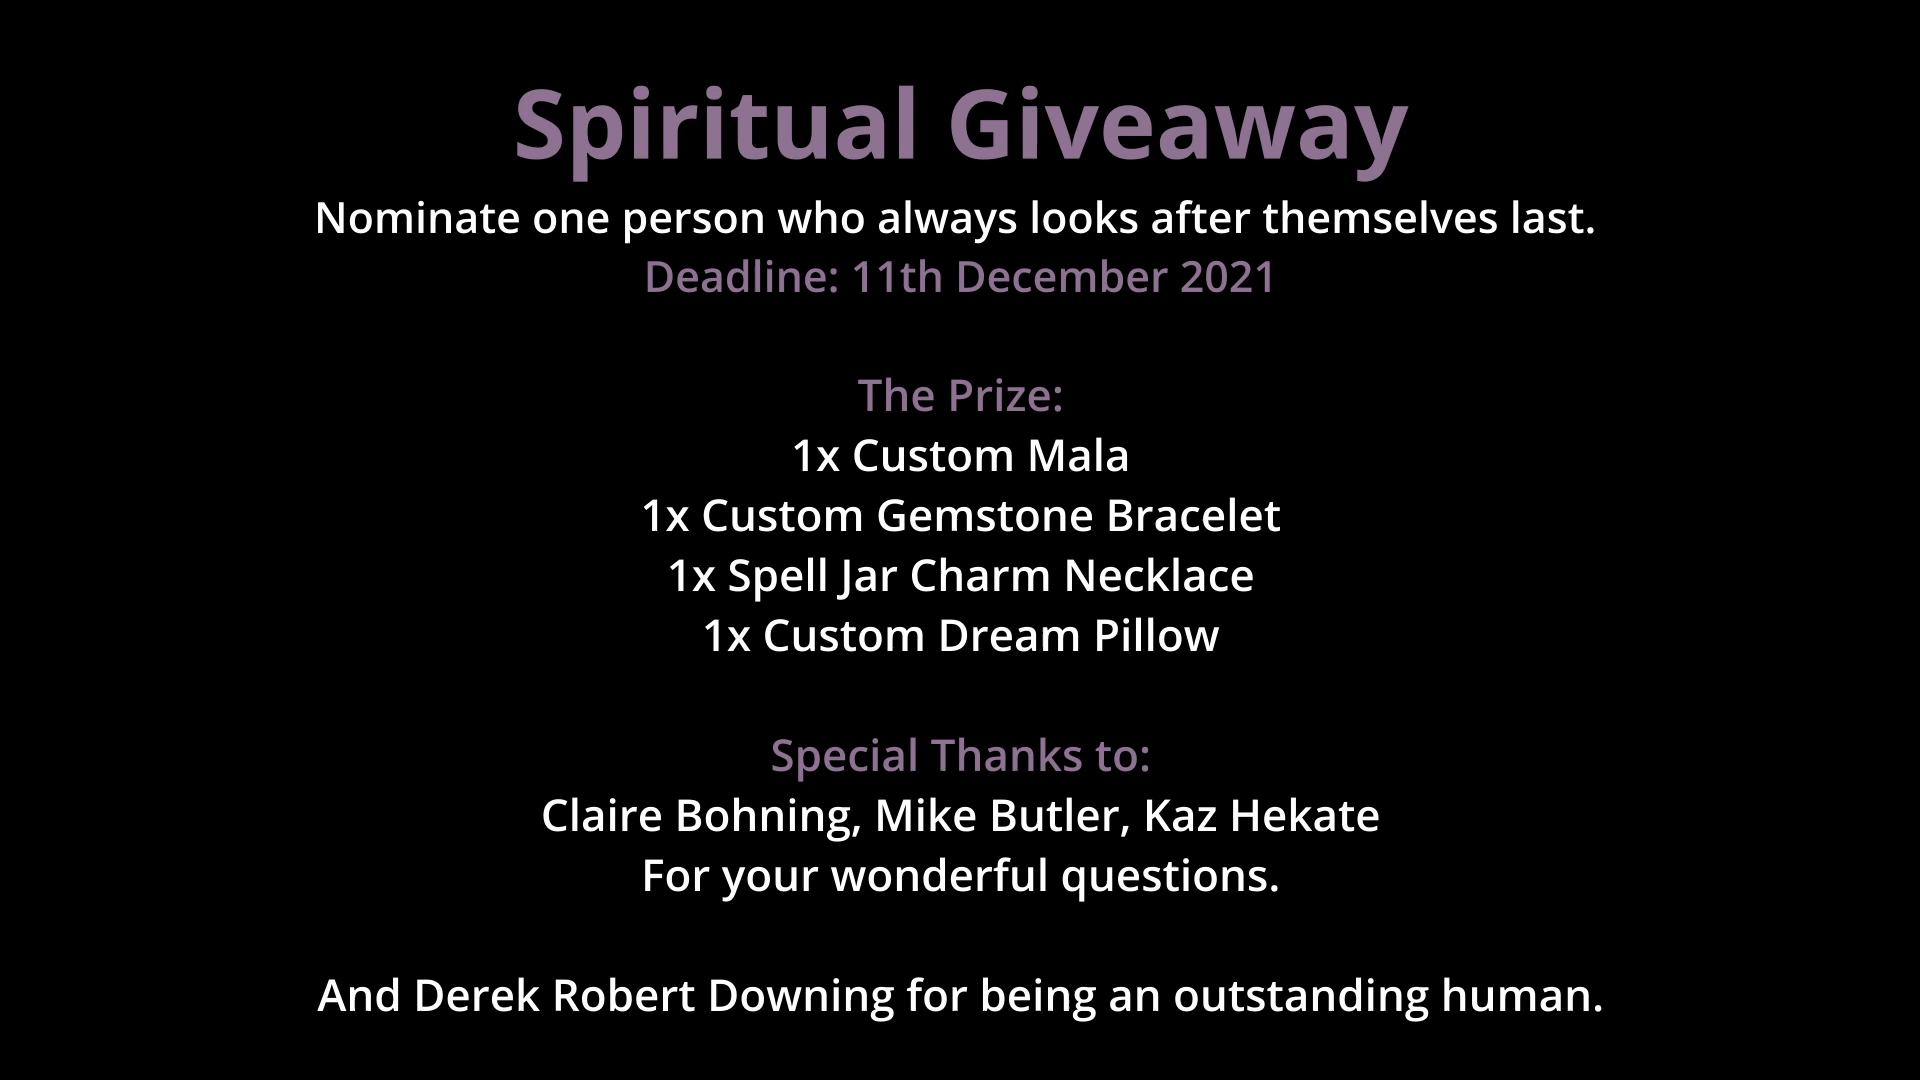 Spiritual Giveaway
Nominate one person who always looks after themselves last.
Deadline: 11th December 2021
The Prize:
1x Custom Mala
1x Custom Gemstone Bracelet
1x Spell Jar Charm Necklace
1x Custom Dream Pillow
Special Thanks to:
Claire Bohning, Mike Butler, Kaz Hekate
For your wonderful questions.
And Derek Robert Downing for being an outstanding human.